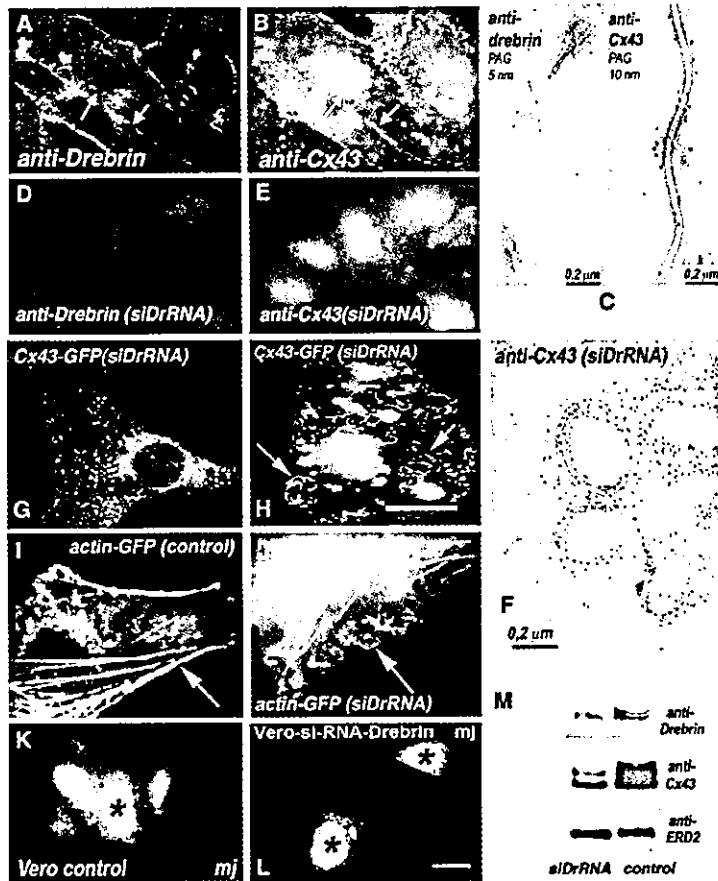 A
anti-Drebrin
B
anti-Cx43
anti-
drebrin
PAG
5 nm
0.2 µm
anti-
Cx43
PAG
10 nm
0.2 µm
C
D
anti-Drebrin (siDrRNA)
E
anti-Cx43(siDrRNA)
Cx43-GFP(siDrRNA)
G
Cx43-GFP (siDrRNA)
H
anti-Cx43 (siDrRNA)
F
0,2 µm
I
actin-GFP (control)
actin-GFP (siDrRNA)
K
*
Vero control
mj
Vero-si-RNA-Drebrin
mj
*
*
L
M
anti-
Drebrin
anti-
Cx43
anti-
ERD2
siDrRNA control